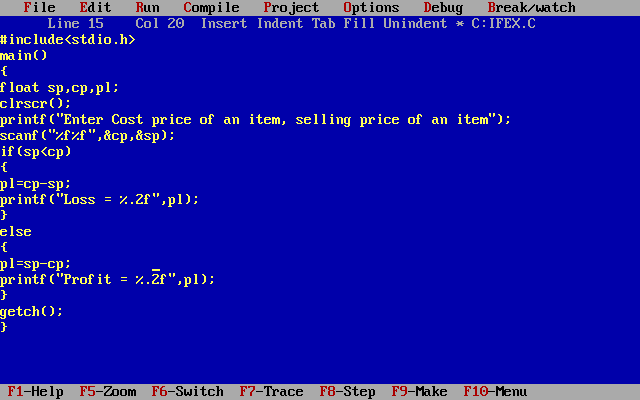 File Edit Run Compile Project Options Debug Break/watch
Line 15 Col 20 Insert Indent Tab Fill Unindent * C:IFEX.C
#include<stdio.h>
main()
{
float sp,cp,pl;
clrscr();
printf("Enter Cost price of an item, selling price of an item");
scanf("%f%f",&cp,&sp);
if(sp<cp)
{
pl=cp-sp;
printf("Loss = %.2f",pl);
}
else
{
pl=sp-cp;
printf("Profit = %.2f",pl);
}
getch();
}
F1-Help F5-Zoom F6-Switch F7-Trace F8-Step F9-Make F10-Menu